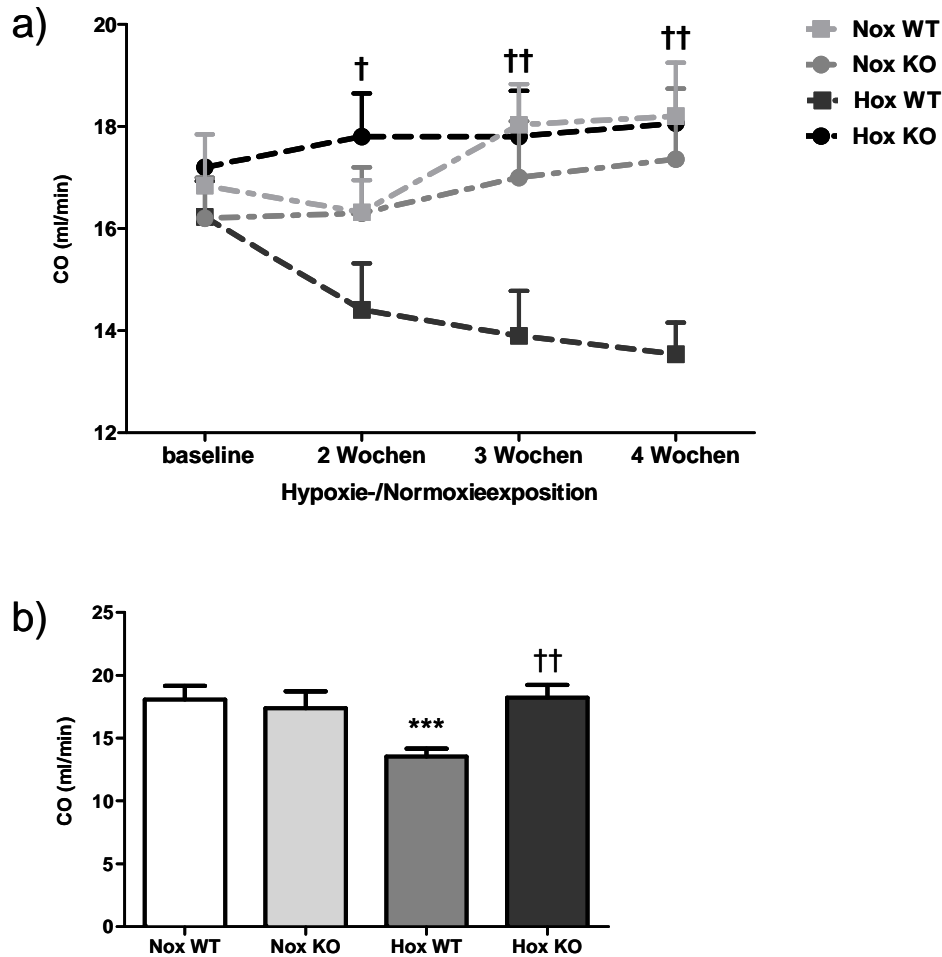 a)
20
18
16
14
12
CO (ml/min)
† †† ††
baseline 2 Wochen 3 Wochen 4 Wochen
Hypoxie-/Normoxieexposition
Nox WT
Nox KO
Hox WT
Hox KO
b)
25
20
15
10
5
0
CO (ml/min)
***
††
Nox WT Nox KO Hox WT Hox KO